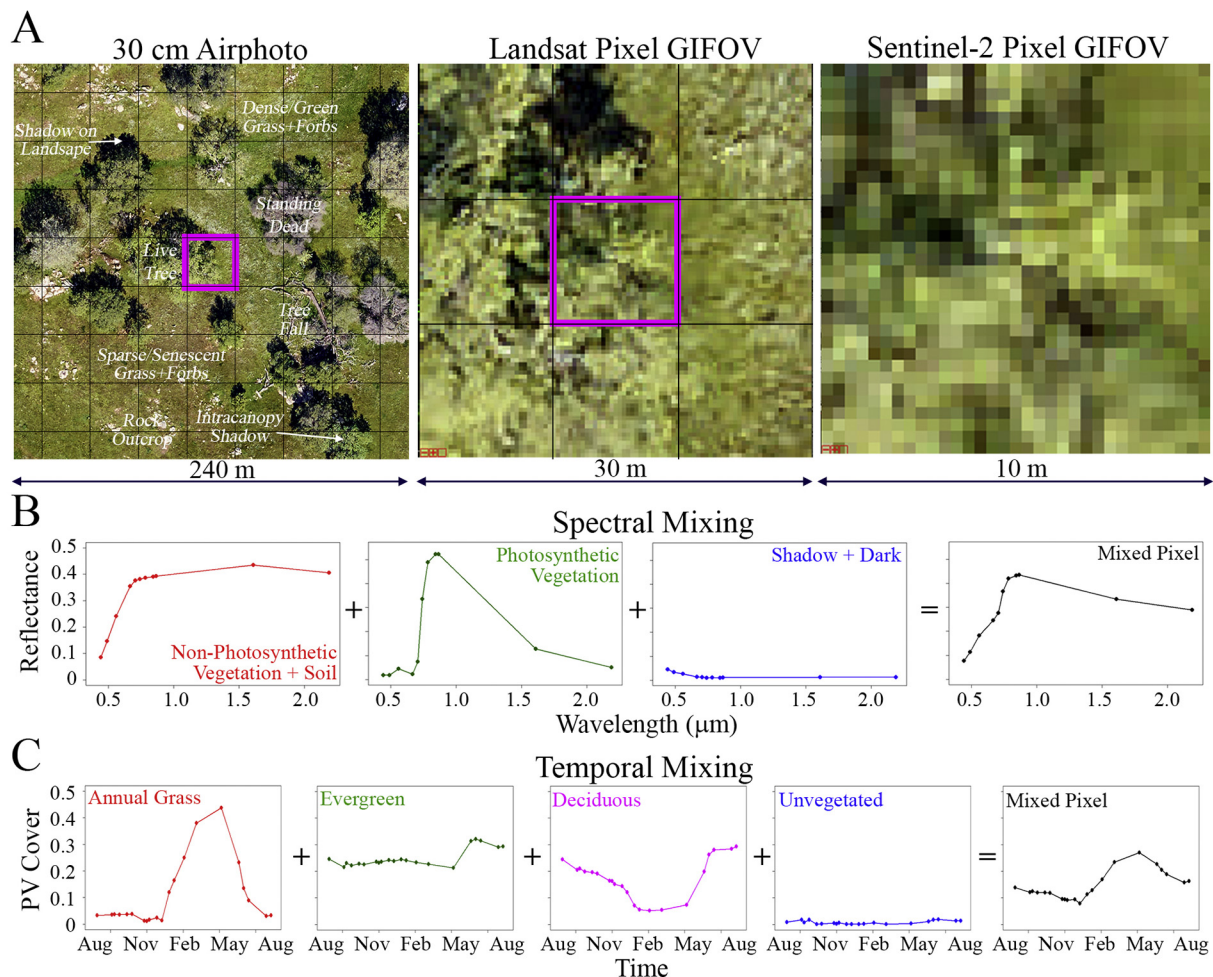 A
30 cm Airphoto
Landsat Pixel GIFOV
Sentinel-2 Pixel GIFOV
Dense/Green
Grass+Forbs
Shadow on
Landsape
Standing
Dead
Live
Tree
Tree
Fall
Sparse/Senescent
Grass+Forbs
Rock
Outcrop
Intracanopy
Shadow
240 m
30 m
10 m
B
Spectral Mixing
Reflectance
0.5
0.4
0.3
0.2
0.1
0
Non-Photosynthetic
Vegetation + Soil
+
Photosynthetic
Vegetation
+
Shadow + Dark
=
Mixed Pixel
0.5 1.0 1.5 2.0
0.5 1.0 1.5 2.0
0.5 1.0 1.5 2.0
0.5 1.0 1.5 2.0
Wavelength (μm)
C
Temporal Mixing
PV Cover
0.5
0.4
0.3
0.2
0.1
0
Annual Grass
+
Evergreen
+
Deciduous
+
Unvegetated
=
Mixed Pixel
Aug Nov Feb May Aug
Aug Nov Feb May Aug
Aug Nov Feb May Aug
Aug Nov Feb May Aug
Aug Nov Feb May Aug
Time